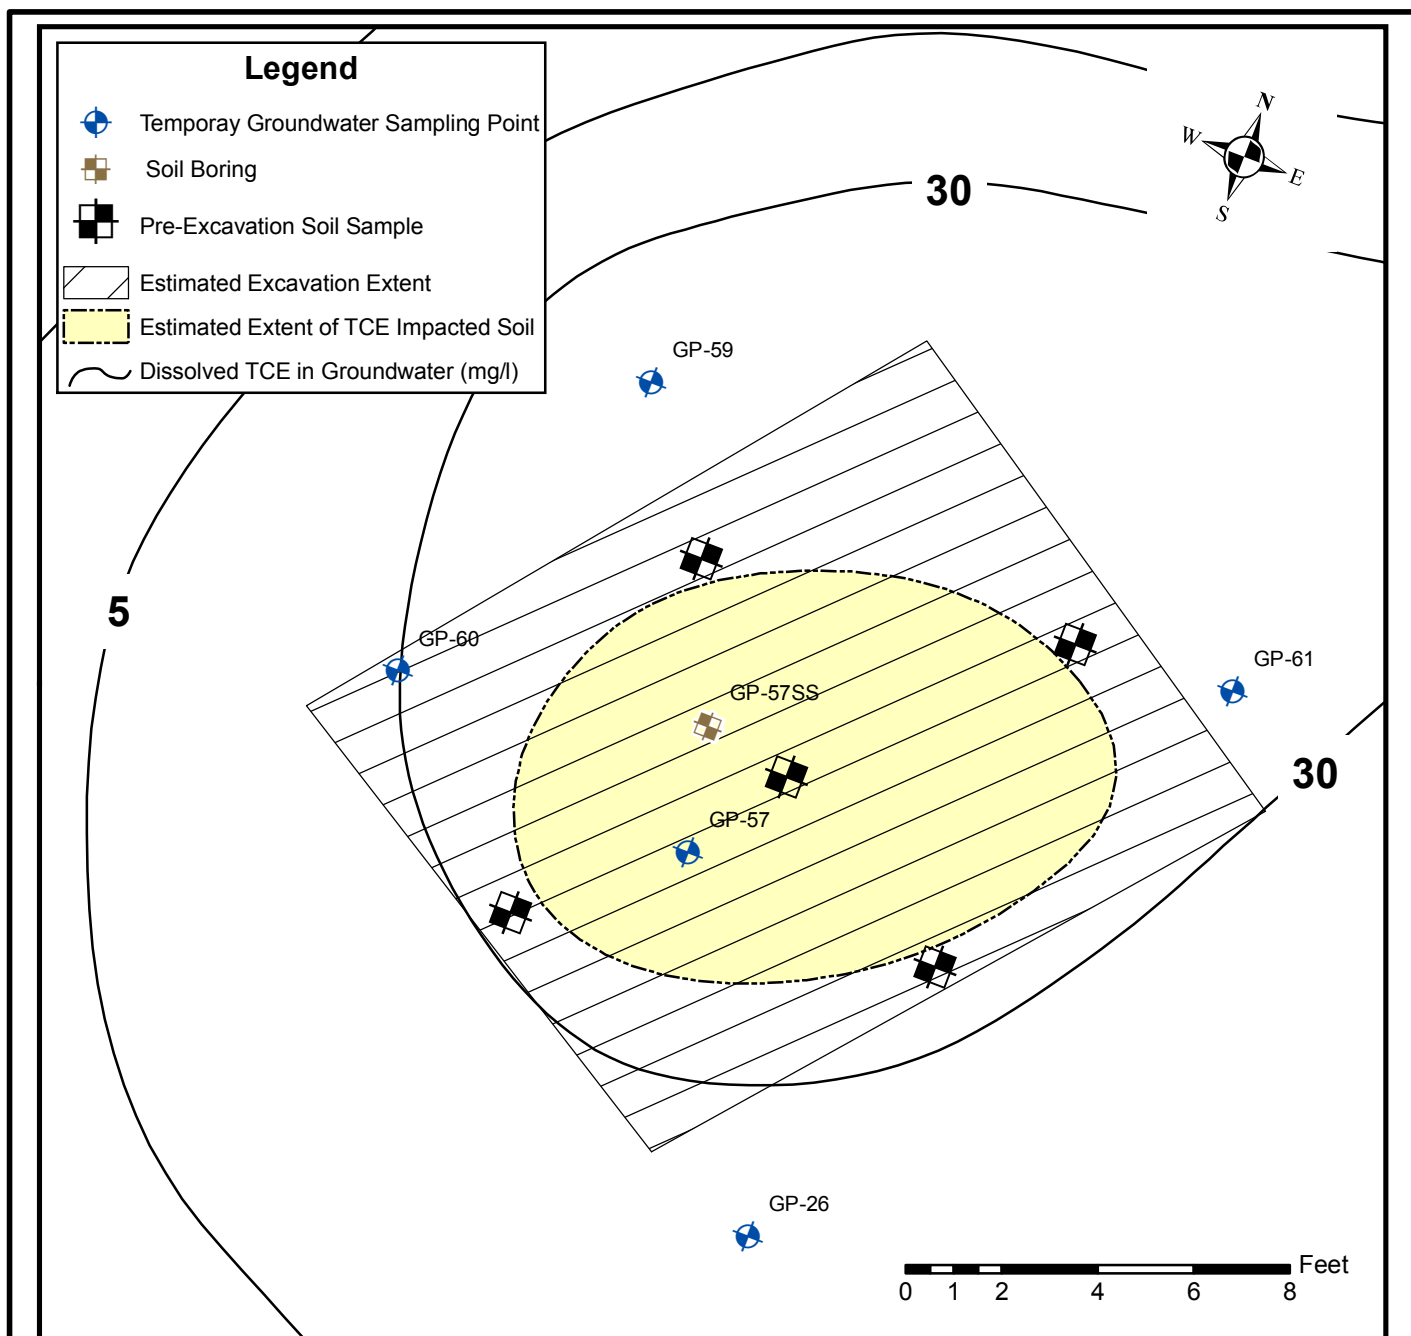 Legend
Temporay Groundwater Sampling Point
Soil Boring
Pre-Excavation Soil Sample
Estimated Excavation Extent
Estimated Extent of TCE Impacted Soil
Dissolved TCE in Groundwater (mg/l)
N
W
E
S
30
GP-59
5
GP-60
GP-61
GP-57SS
30
GP-57
GP-26
Feet
0 1 2 4 6 8